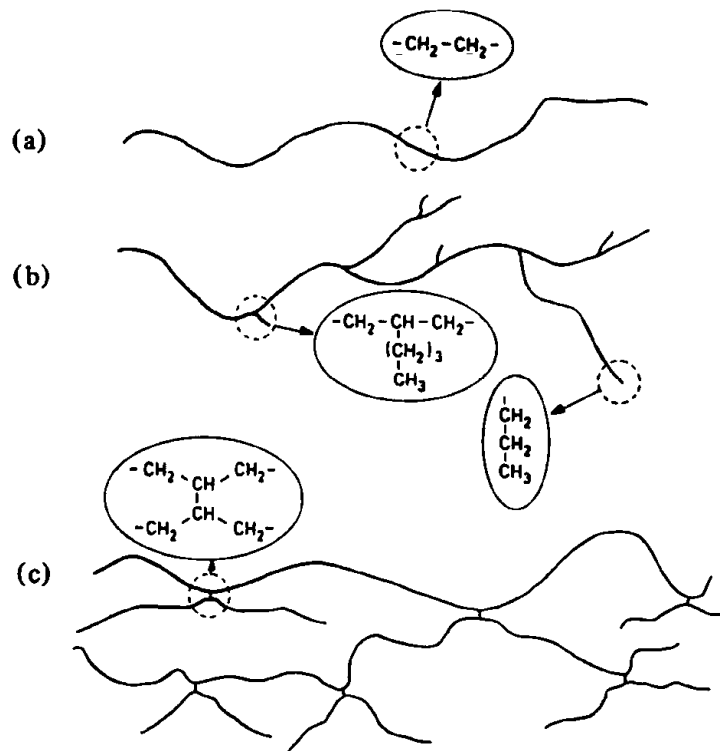 -CH₂-CH₂-
(a)
(b)
-CH₂-CH-CH₂-
(CH₂)₃
CH₃
CH₂
CH₂
CH₃
-CH₂ CH₂-
CH
CH
-CH₂ CH₂-
(c)